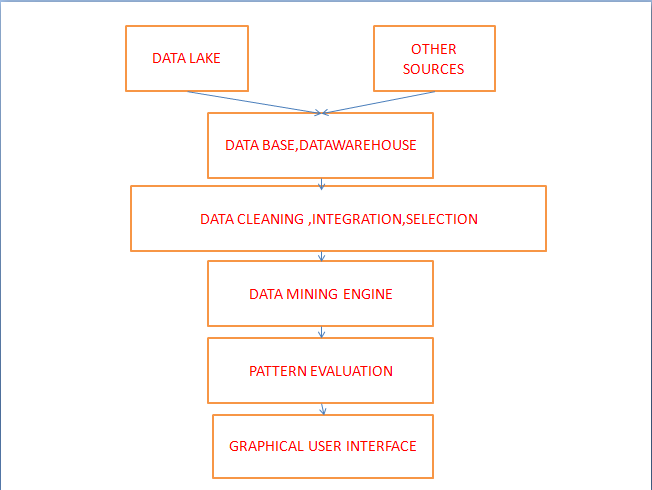 DATA LAKE
OTHER
SOURCES
DATA BASE,DATAWAREHOUSE
DATA CLEANING ,INTEGRATION,SELECTION
DATA MINING ENGINE
PATTERN EVALUATION
GRAPHICAL USER INTERFACE